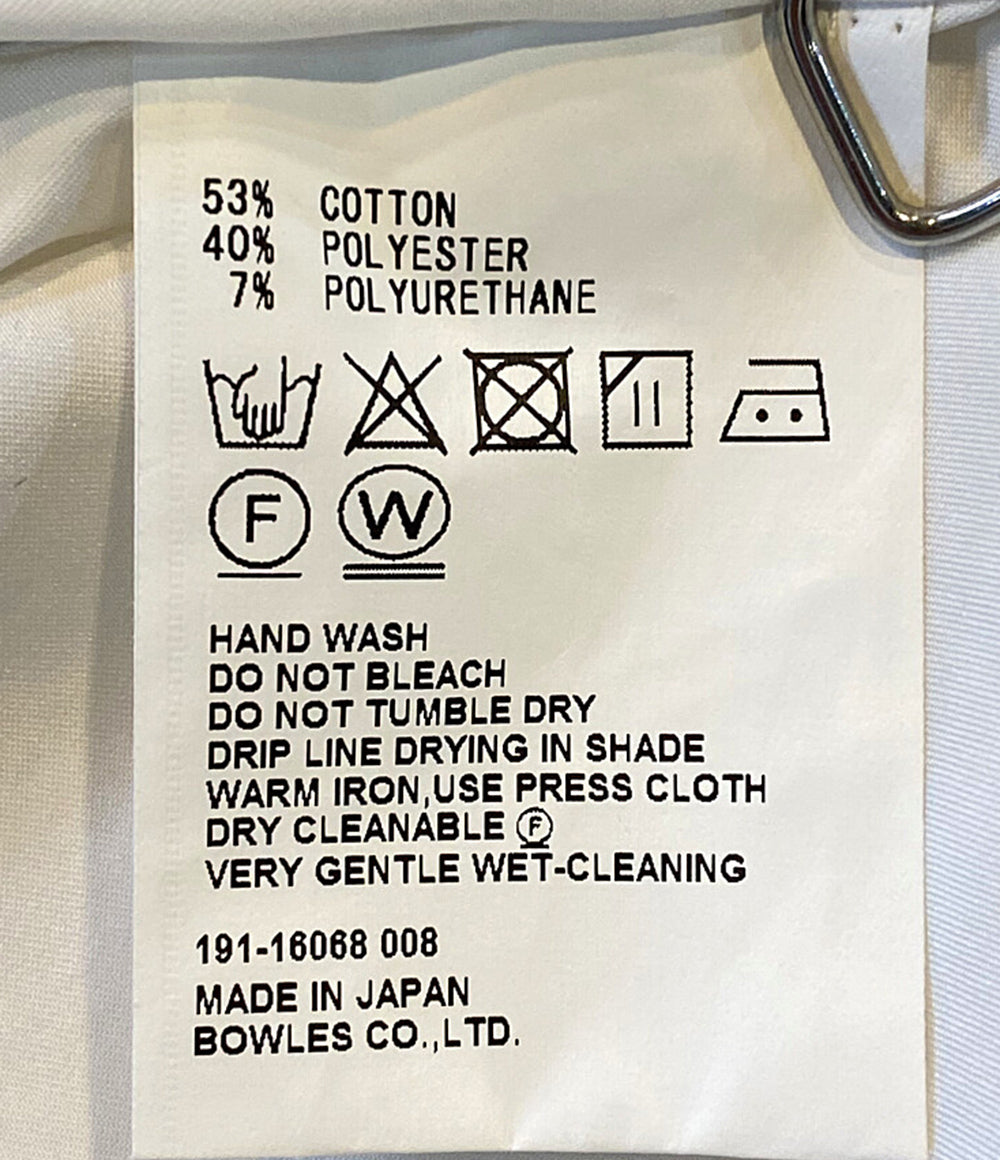 53% COTTON
40% POLYESTER
7% POLYURETHANE
F W
HAND WASH
DO NOT BLEACH
DO NOT TUMBLE DRY
DRIP LINE DRYING IN SHADE
WARM IRON,USE PRESS CLOTH
DRY CLEANABLE Ⓕ
VERY GENTLE WET-CLEANING
191-16068 008
MADE IN JAPAN
BOWLES CO.,LTD.